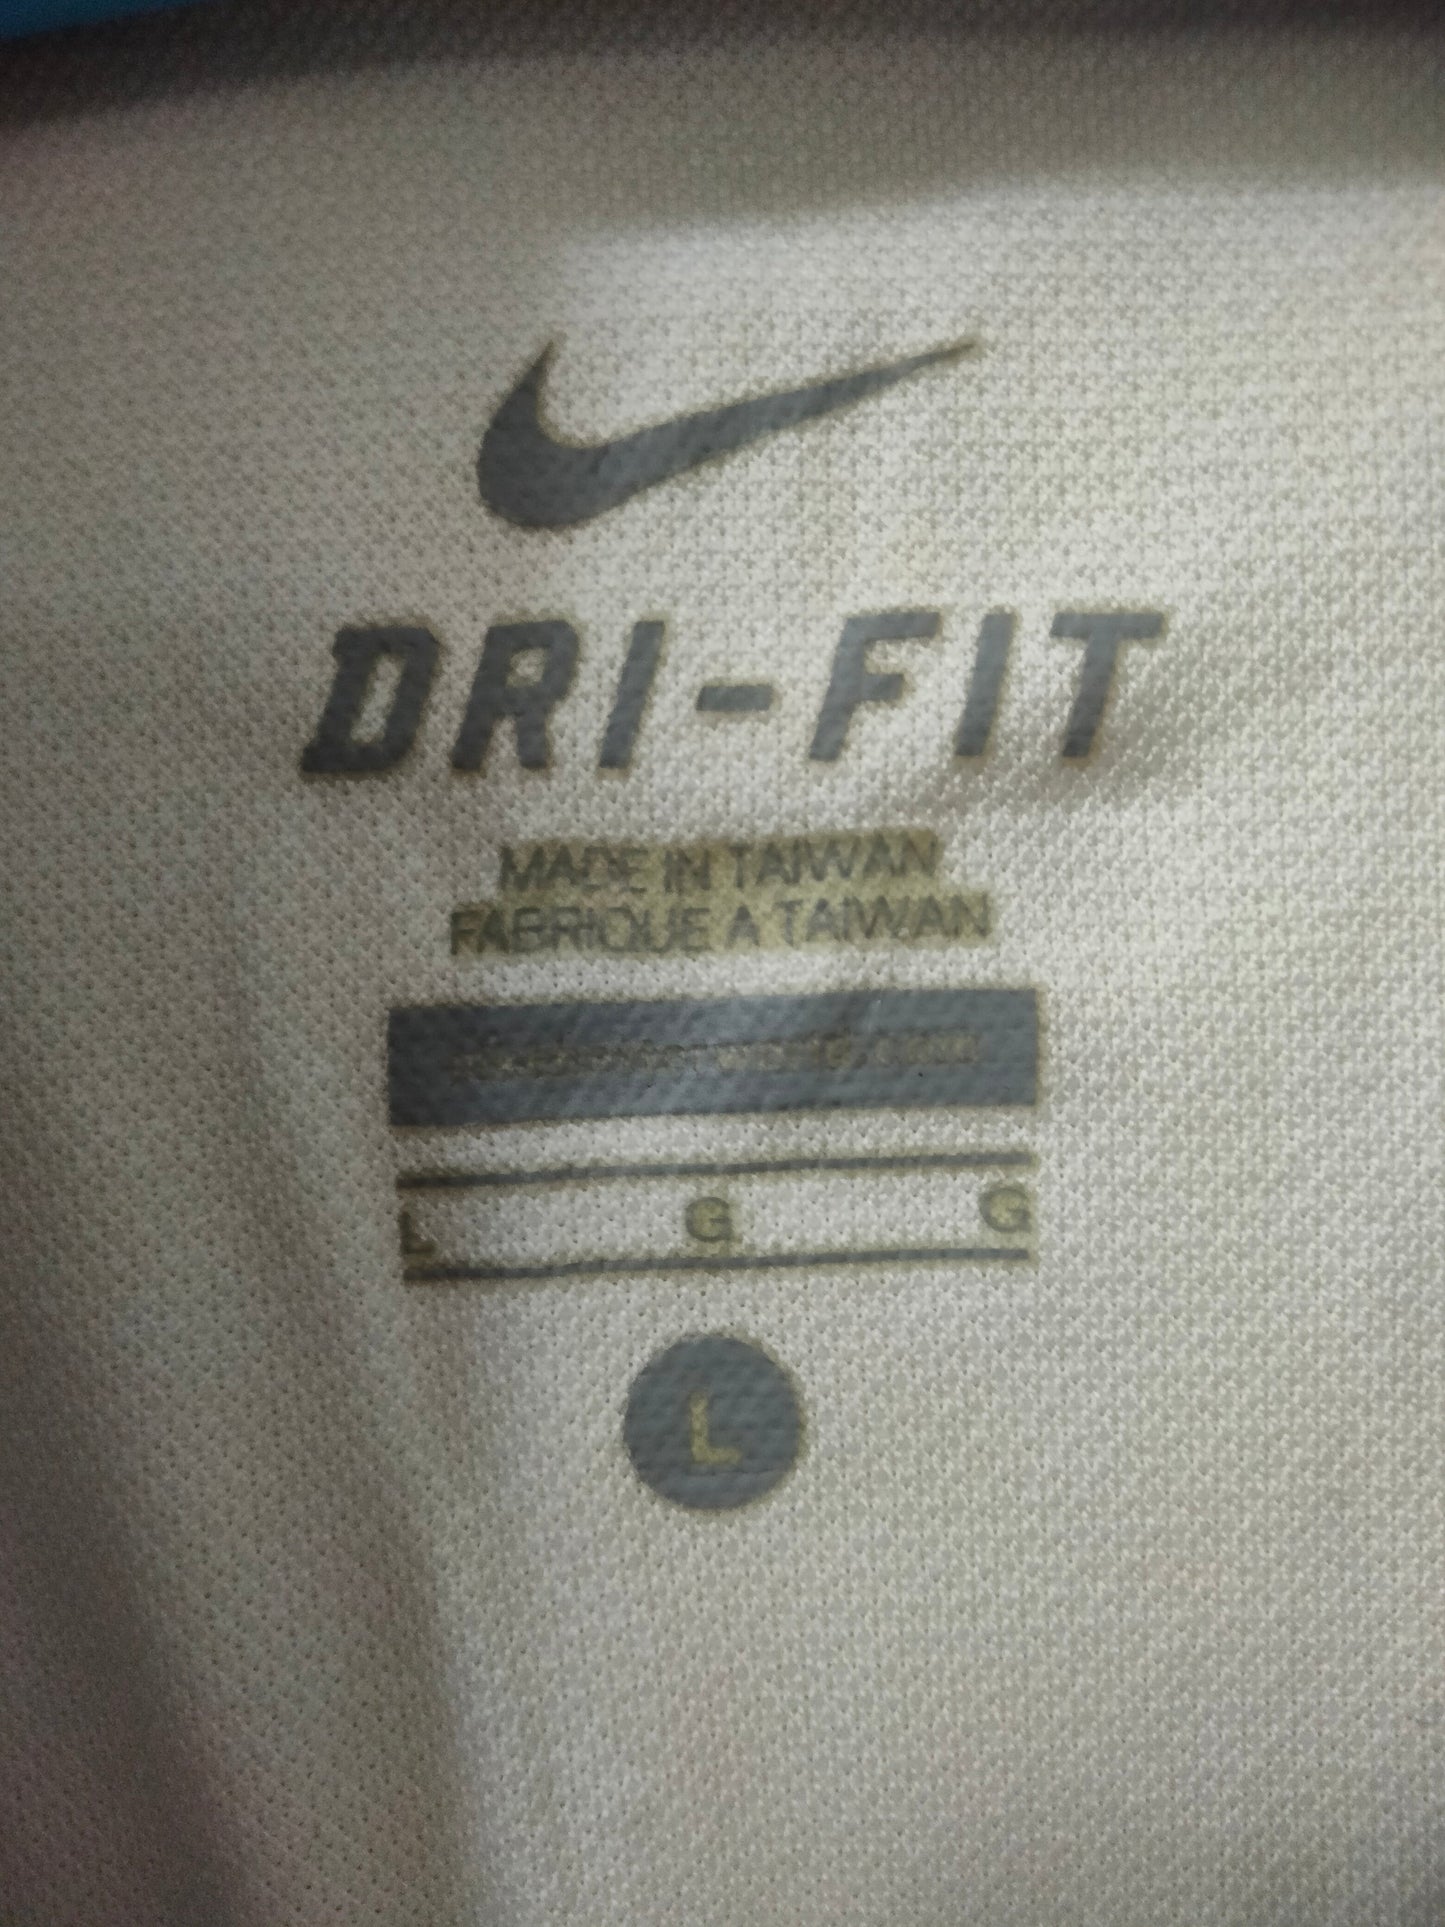 DRI-FIT
MADE IN TAIWAN
FABRIQUE A TAIWAN
L G G
L